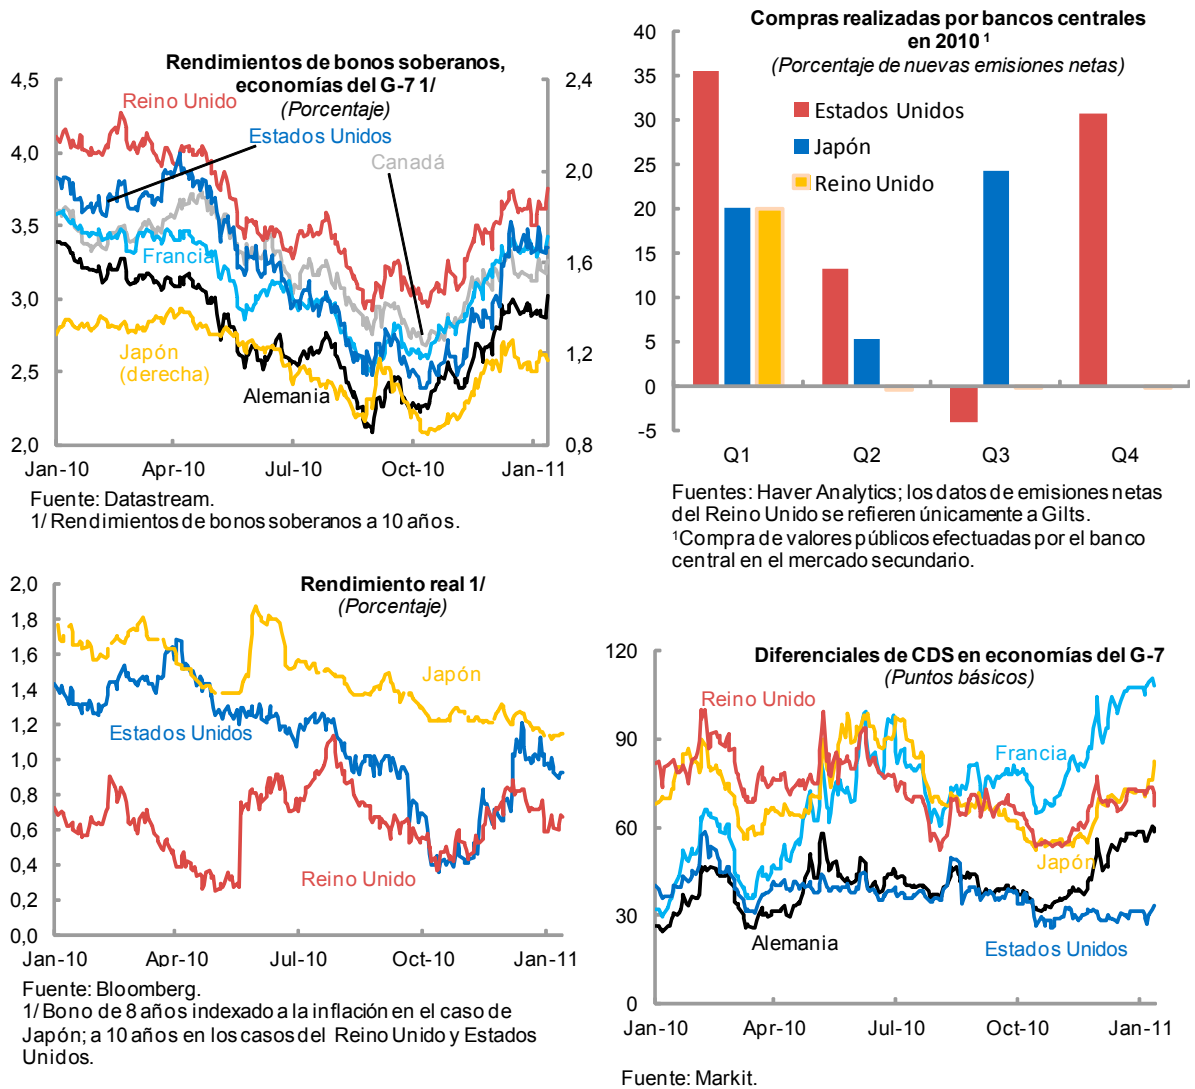 Rendimientos de bonos soberanos,
economías del G-7 1/
(Porcentaje)
4,5
4,0
3,5
3,0
2,5
2,0
2,4
2,0
1,6
1,2
0,8
Reino Unido
Estados Unidos
Canadá
Francia
Japón
(derecha)
Alemania
Jan-10
Apr-10
Jul-10
Oct-10
Jan-11
Fuente: Datastream.
1/ Rendimientos de bonos soberanos a 10 años.
Compras realizadas por bancos centrales
en 2010 ¹
(Porcentaje de nuevas emisiones netas)
40
35
30
25
20
15
10
5
0
-5
Estados Unidos
Japón
Reino Unido
Q1
Q2
Q3
Q4
Fuentes: Haver Analytics; los datos de emisiones netas
del Reino Unido se refieren únicamente a Gilts.
¹Compra de valores públicos efectuadas por el banco
central en el mercado secundario.
Rendimiento real 1/
(Porcentaje)
2,0
1,8
1,6
1,4
1,2
1,0
0,8
0,6
0,4
0,2
0,0
Japón
Estados Unidos
Reino Unido
Jan-10
Apr-10
Jul-10
Oct-10
Jan-11
Fuente: Bloomberg.
1/ Bono de 8 años indexado a la inflación en el caso de
Japón; a 10 años en los casos del Reino Unido y Estados
Unidos.
Diferenciales de CDS en economías del G-7
(Puntos básicos)
120
90
60
30
0
Reino Unido
Francia
Japón
Alemania
Estados Unidos
Jan-10
Apr-10
Jul-10
Oct-10
Jan-11
Fuente: Markit.